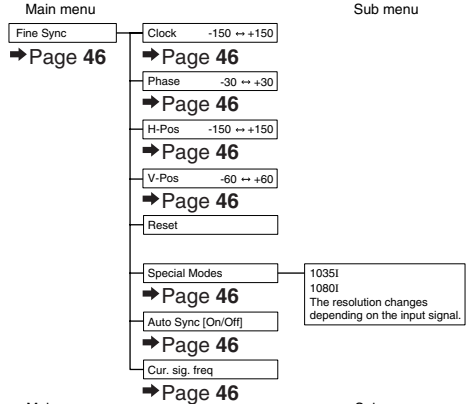 Main menu
Sub menu
Fine Sync
➡Page 46
Clock -150 ↔ +150
➡Page 46
Phase -30 ↔ +30
➡Page 46
H-Pos -150 ↔ +150
➡Page 46
V-Pos -60 ↔ +60
➡Page 46
Reset
Special Modes
➡Page 46
1035I
1080I
The resolution changes
depending on the input signal.
Auto Sync [On/Off]
➡Page 46
Cur. sig. freq
➡Page 46